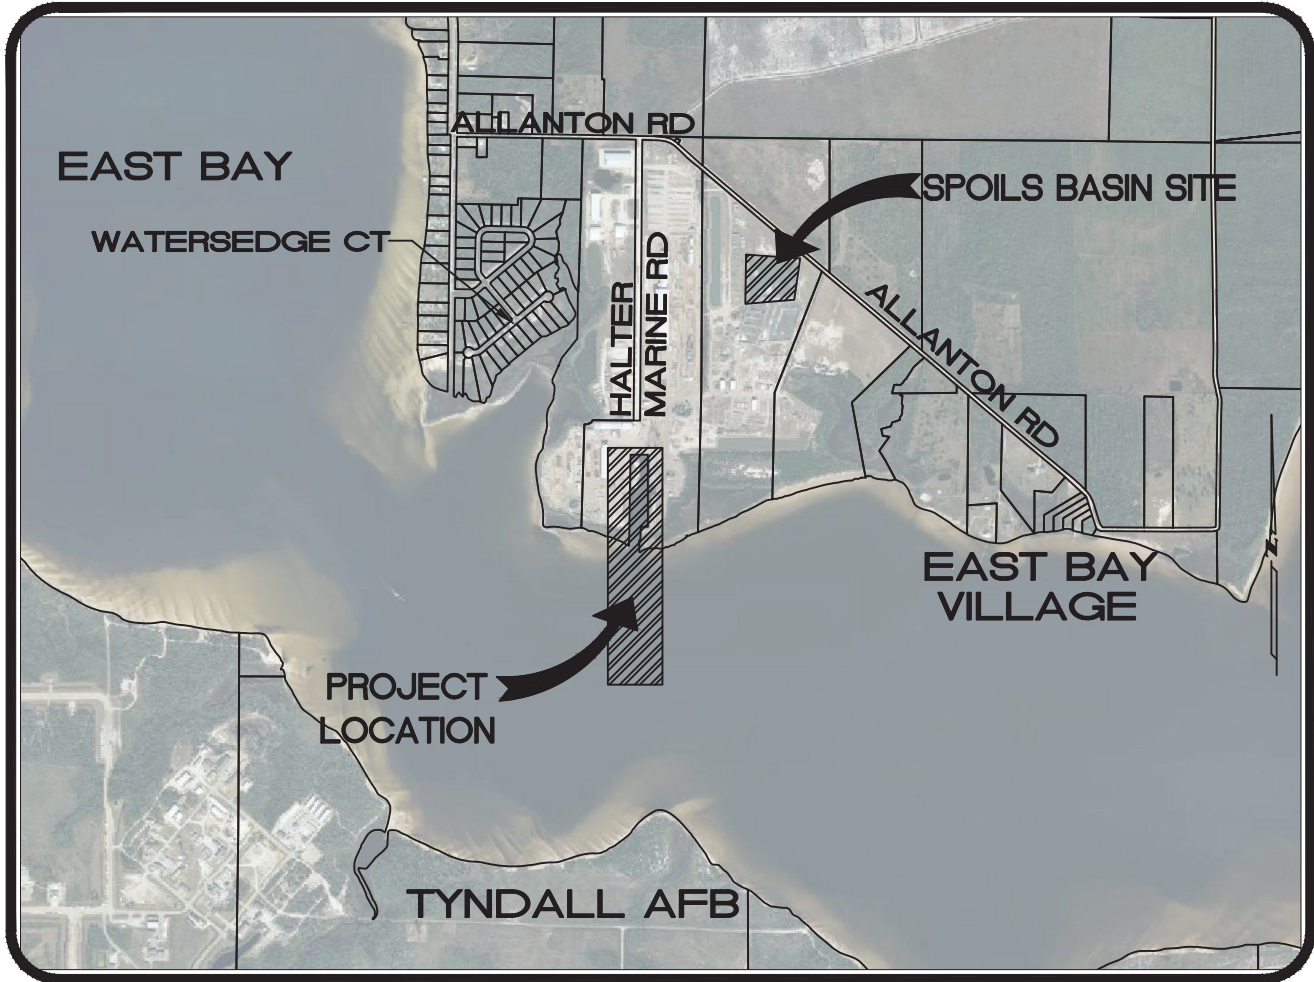 ALLANTON RD
EAST BAY
SPOILS BASIN SITE
WATERSEDGE CT
HALTER
MARINE RD
ALLANTON RD
EAST BAY
VILLAGE
N
PROJECT
LOCATION
TYNDALL AFB